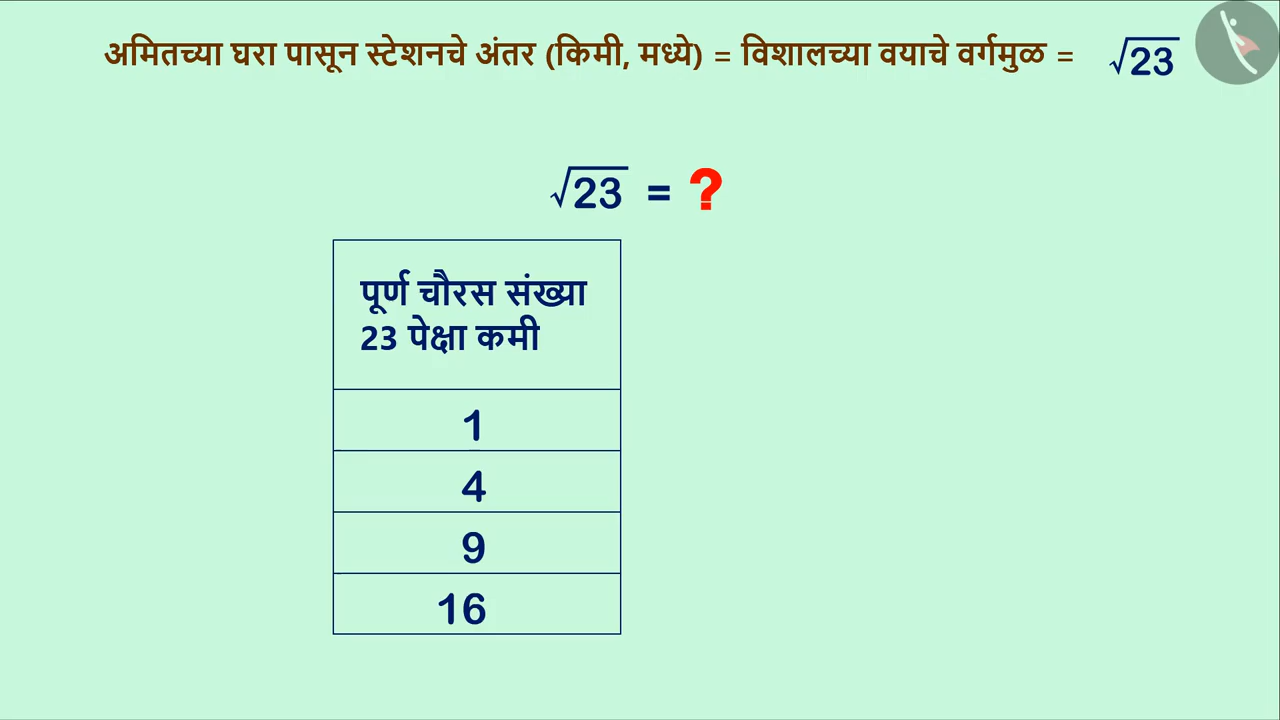 अमितच्या घरा पासून स्टेशनचे अंतर (किमी, मध्ये) = विशालच्या वयाचे वर्गमुळ = √23
√23 = ?
पूर्ण चौरस संख्या
23 पेक्षा कमी
1
4
9
16